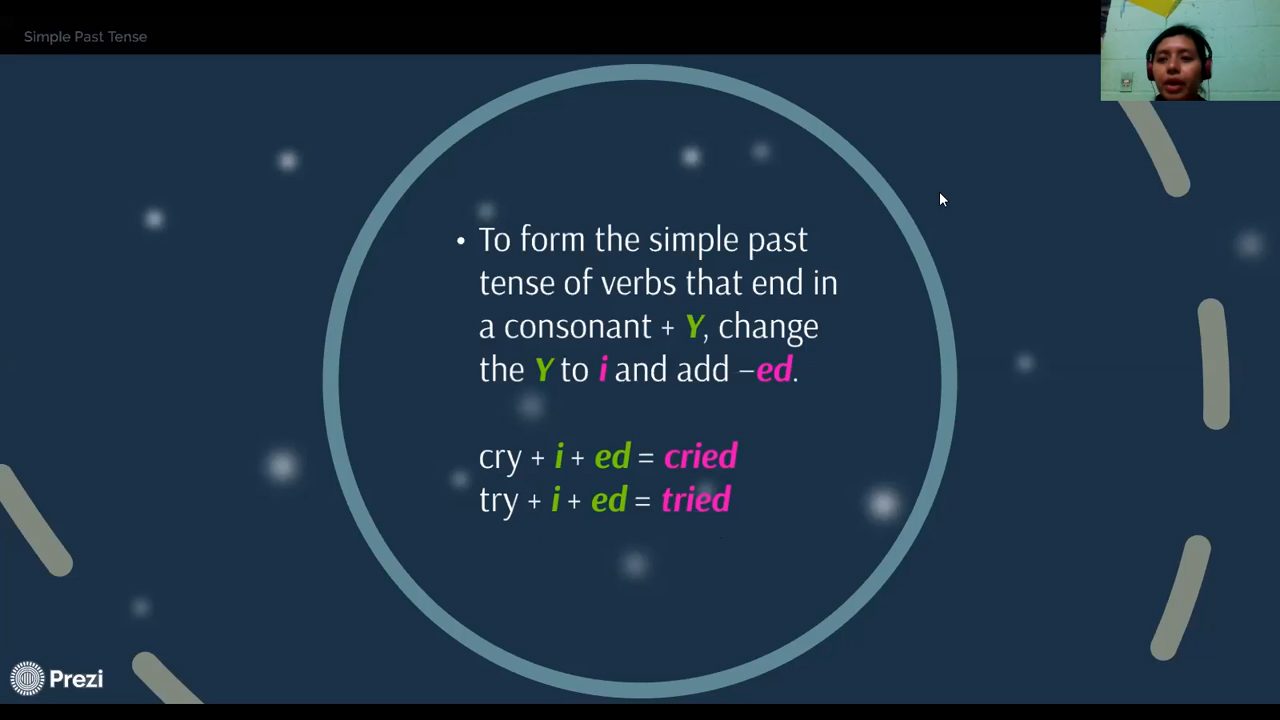 Simple Past Tense
• To form the simple past
tense of verbs that end in
a consonant + Y, change
the Y to i and add –ed.
cry + i + ed = cried
try + i + ed = tried
Prezi